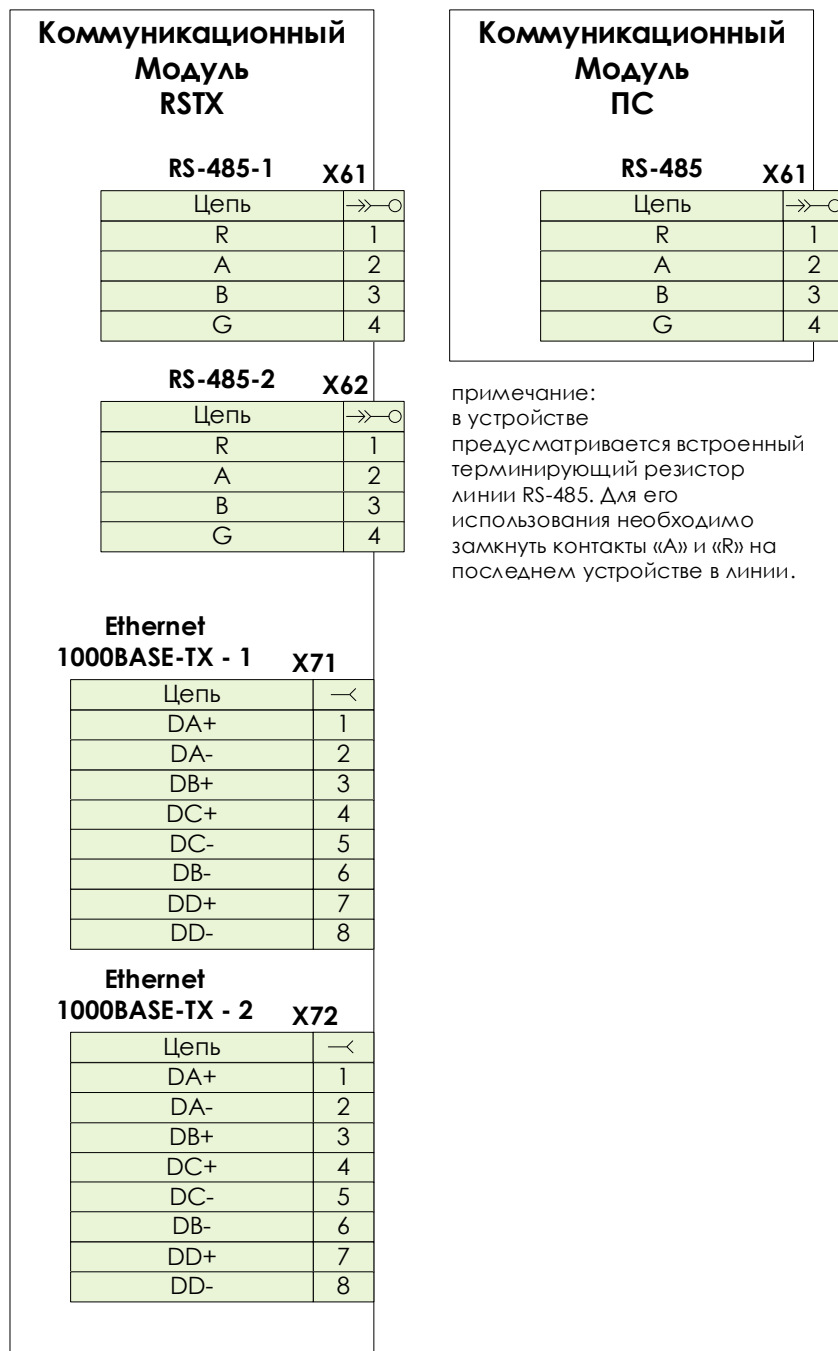 Коммуникационный
Модуль
RSTX
RS-485-1 X61
Цепь
R 1
A 2
B 3
G 4
RS-485-2 X62
Цепь
R 1
A 2
B 3
G 4
Ethernet
1000BASE-TX - 1 X71
Цепь
DA+ 1
DA- 2
DB+ 3
DC+ 4
DC- 5
DB- 6
DD+ 7
DD- 8
Ethernet
1000BASE-TX - 2 X72
Цепь
DA+ 1
DA- 2
DB+ 3
DC+ 4
DC- 5
DB- 6
DD+ 7
DD- 8
Коммуникационный
Модуль
ПС
RS-485 X61
Цепь
R 1
A 2
B 3
G 4
примечание:
в устройстве
предусматривается встроенный
терминирующий резистор
линии RS-485. Для его
использования необходимо
замкнуть контакты «А» и «R» на
последнем устройстве в линии.